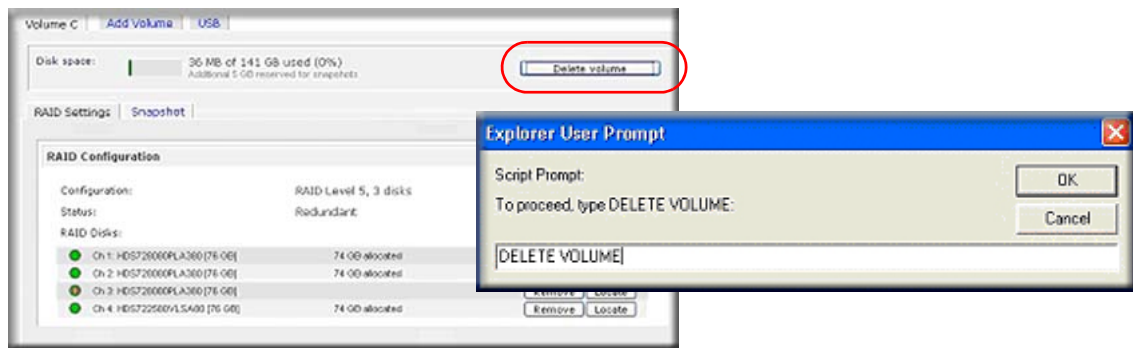 Volume C Add Volume USB
Disk space: 36 MB of 141 GB used (0%) Delete volume
Additional 5 GB reserved for snapshots
RAID Settings Snapshot
RAID Configuration
Configuration: RAID Level 5, 3 disks
Status: Redundant
RAID Disks:
Ch 1: HDS728080PLA380 [76 GB] 74 GB allocated
Ch 2: HDS728080PLA380 [76 GB] 74 GB allocated
Ch 3: HDS728080PLA380 [76 GB] Remove Locate
Ch 4: HDS722580VLSA80 [76 GB] 74 GB allocated Remove Locate
Explorer User Prompt
Script Prompt: OK
To proceed, type DELETE VOLUME: Cancel
DELETE VOLUME